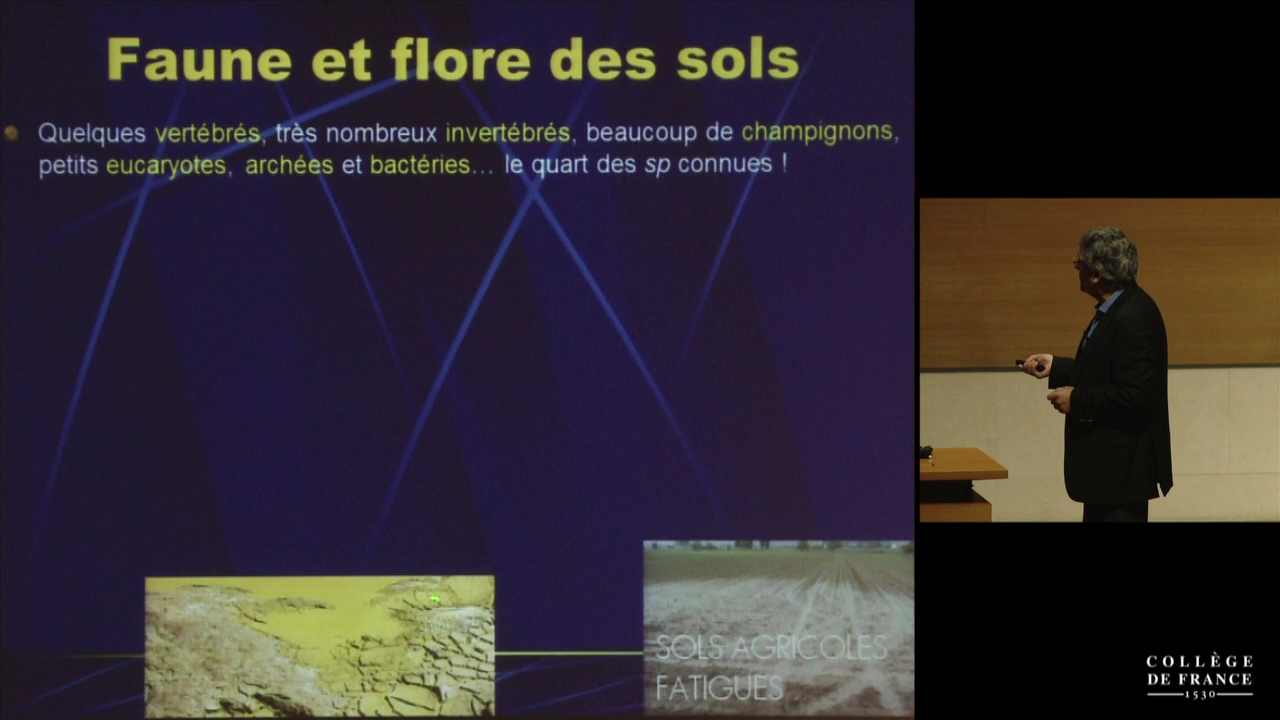 Faune et flore des sols
Quelques vertébrés, très nombreux invertébrés, beaucoup de champignons,
petits eucaryotes, archées et bactéries... le quart des sp connues !
SOLS AGRICOLES
FATIGUES
COLLÈGE
DE FRANCE
1530